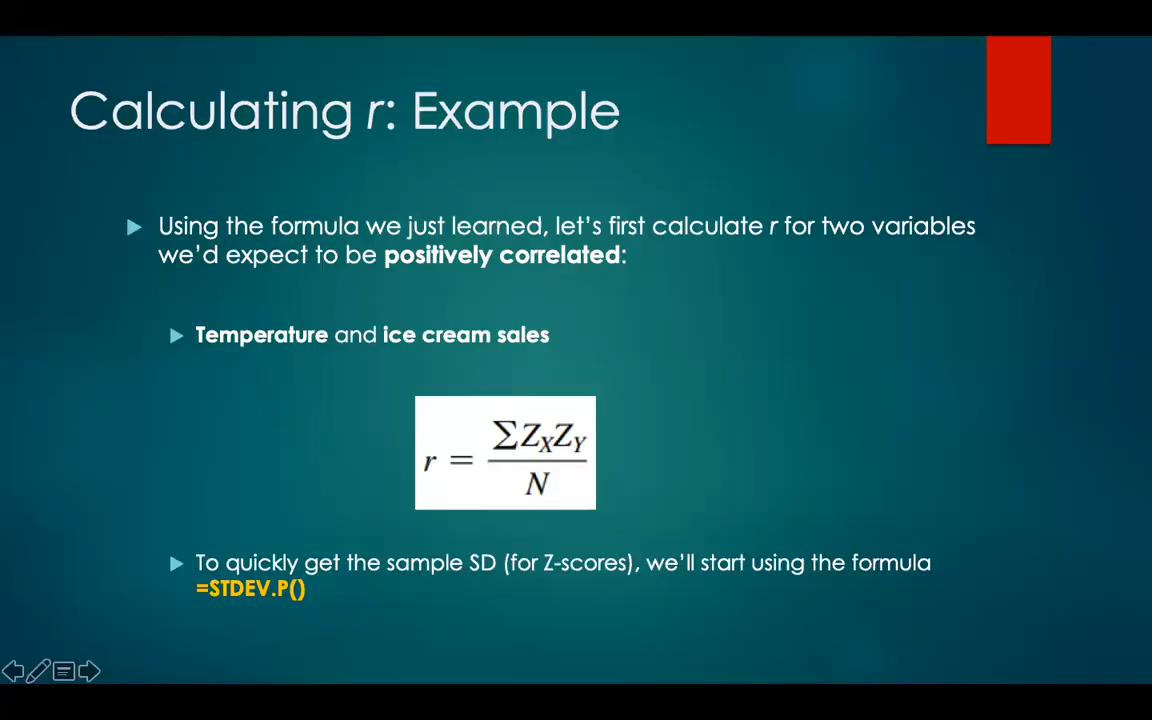 Calculating r: Example
Using the formula we just learned, let’s first calculate r for two variables
we’d expect to be positively correlated:
Temperature and ice cream sales
r = ∑ZXZY / N
To quickly get the sample SD (for Z-scores), we’ll start using the formula
=STDEV.P()